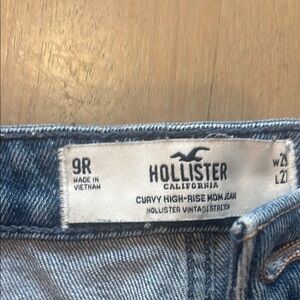 9R
MADE IN
VIETNAM
HOLLISTER
CALIFORNIA
CURVY HIGH-RISE MOM JEAN
HOLLISTER VINTAGE STRETCH